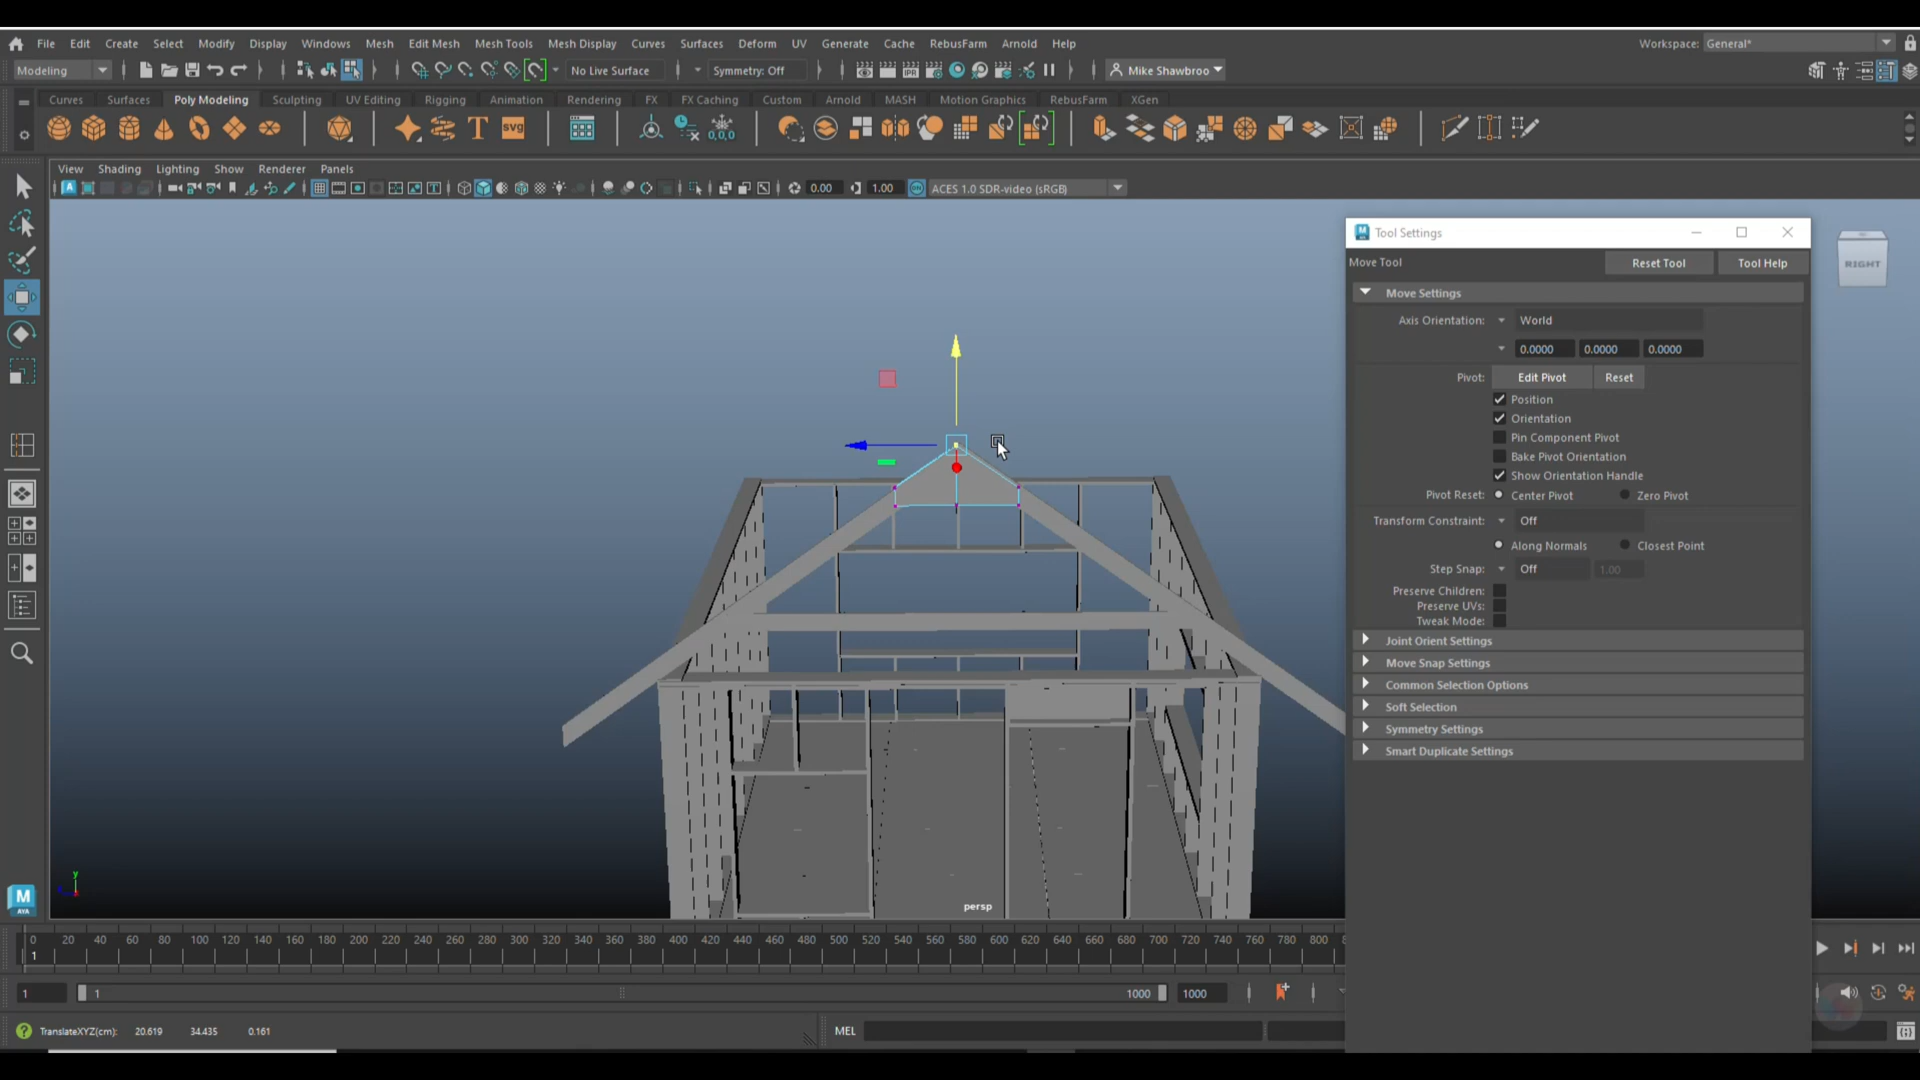 File Edit Create Select Modify Display Windows Mesh Edit Mesh Mesh Tools Mesh Display Curves Surfaces Deform UV Generate Cache RebusFarm Arnold Help Workspace: General*
Modeling No Live Surface Symmetry: Off IPR Mike Shawbroo
Curves Surfaces Poly Modeling Sculpting UV Editing Rigging Animation Rendering FX FX Caching Custom Arnold MASH Motion Graphics RebusFarm XGen
T SVG 0,0,0
View Shading Lighting Show Renderer Panels
0.00 1.00 ACES 1.0 SDR-video (sRGB)
Tool Settings
Move Tool Reset Tool Tool Help
RIGHT
Move Settings
Axis Orientation: World
0.0000 0.0000 0.0000
Pivot: Edit Pivot Reset
Position
Orientation
Pin Component Pivot
Bake Pivot Orientation
Show Orientation Handle
Pivot Reset: Center Pivot Zero Pivot
Transform Constraint: Off
Along Normals Closest Point
Step Snap: Off 1.00
Preserve Children:
Preserve UVs:
Tweak Mode:
Joint Orient Settings
Move Snap Settings
Common Selection Options
Soft Selection
Symmetry Settings
Smart Duplicate Settings
y
M
AYA
persp
0 20 40 60 80 100 120 140 160 180 200 220 240 260 280 300 320 340 360 380 400 420 440 460 480 500 520 540 560 580 600 620 640 660 680 700 720 740 760 780 800 8
1
1 1 1000 1000
TranslateXYZ(cm): 20.619 34.435 0.161 MEL